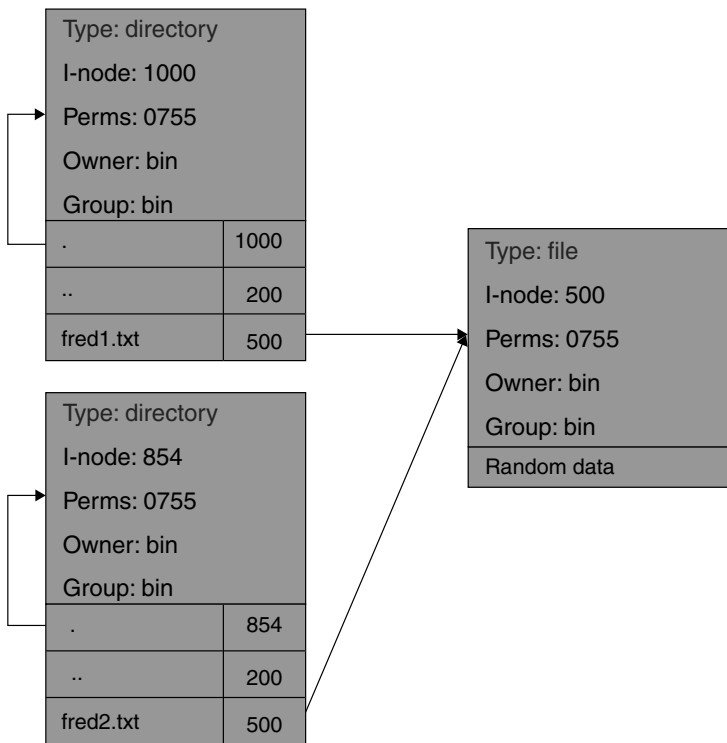 Type: directory
I-node: 1000
Perms: 0755
Owner: bin
Group: bin
. 1000
.. 200
fred1.txt 500
Type: file
I-node: 500
Perms: 0755
Owner: bin
Group: bin
Random data
Type: directory
I-node: 854
Perms: 0755
Owner: bin
Group: bin
. 854
.. 200
fred2.txt 500